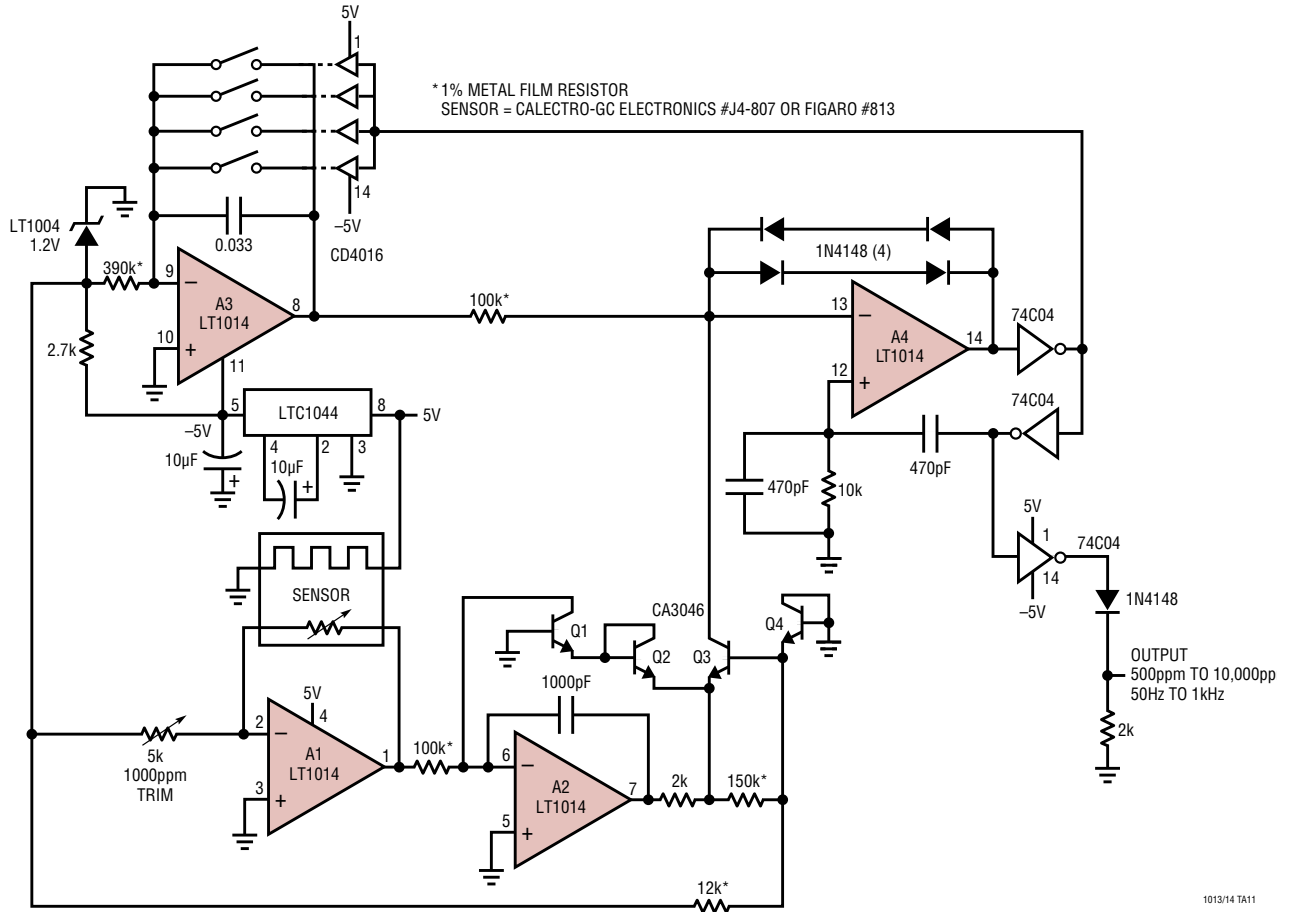 5V
1
* 1% METAL FILM RESISTOR
SENSOR = CALECTRO-GC ELECTRONICS #J4-807 OR FIGARO #813
14
–5V
CD4016
LT1004
1.2V
0.033
390k*
9
–
A3
LT1014
8
10
+
11
2.7k
100k*
1N4148 (4)
13
–
A4
LT1014
14
12
+
74C04
74C04
5
LTC1044
8
5V
–5V
4
2
3
10µF
+
10µF
+
470pF
470pF
10k
5V
1
74C04
14
–5V
1N4148
OUTPUT
500ppm TO 10,000pp
50Hz TO 1kHz
2k
SENSOR
CA3046
Q1
Q2
Q3
Q4
1000pF
5V
4
5k
1000ppm
TRIM
2
–
A1
LT1014
1
3
+
100k*
6
–
A2
LT1014
7
5
+
2k
150k*
12k*
1013/14 TA11